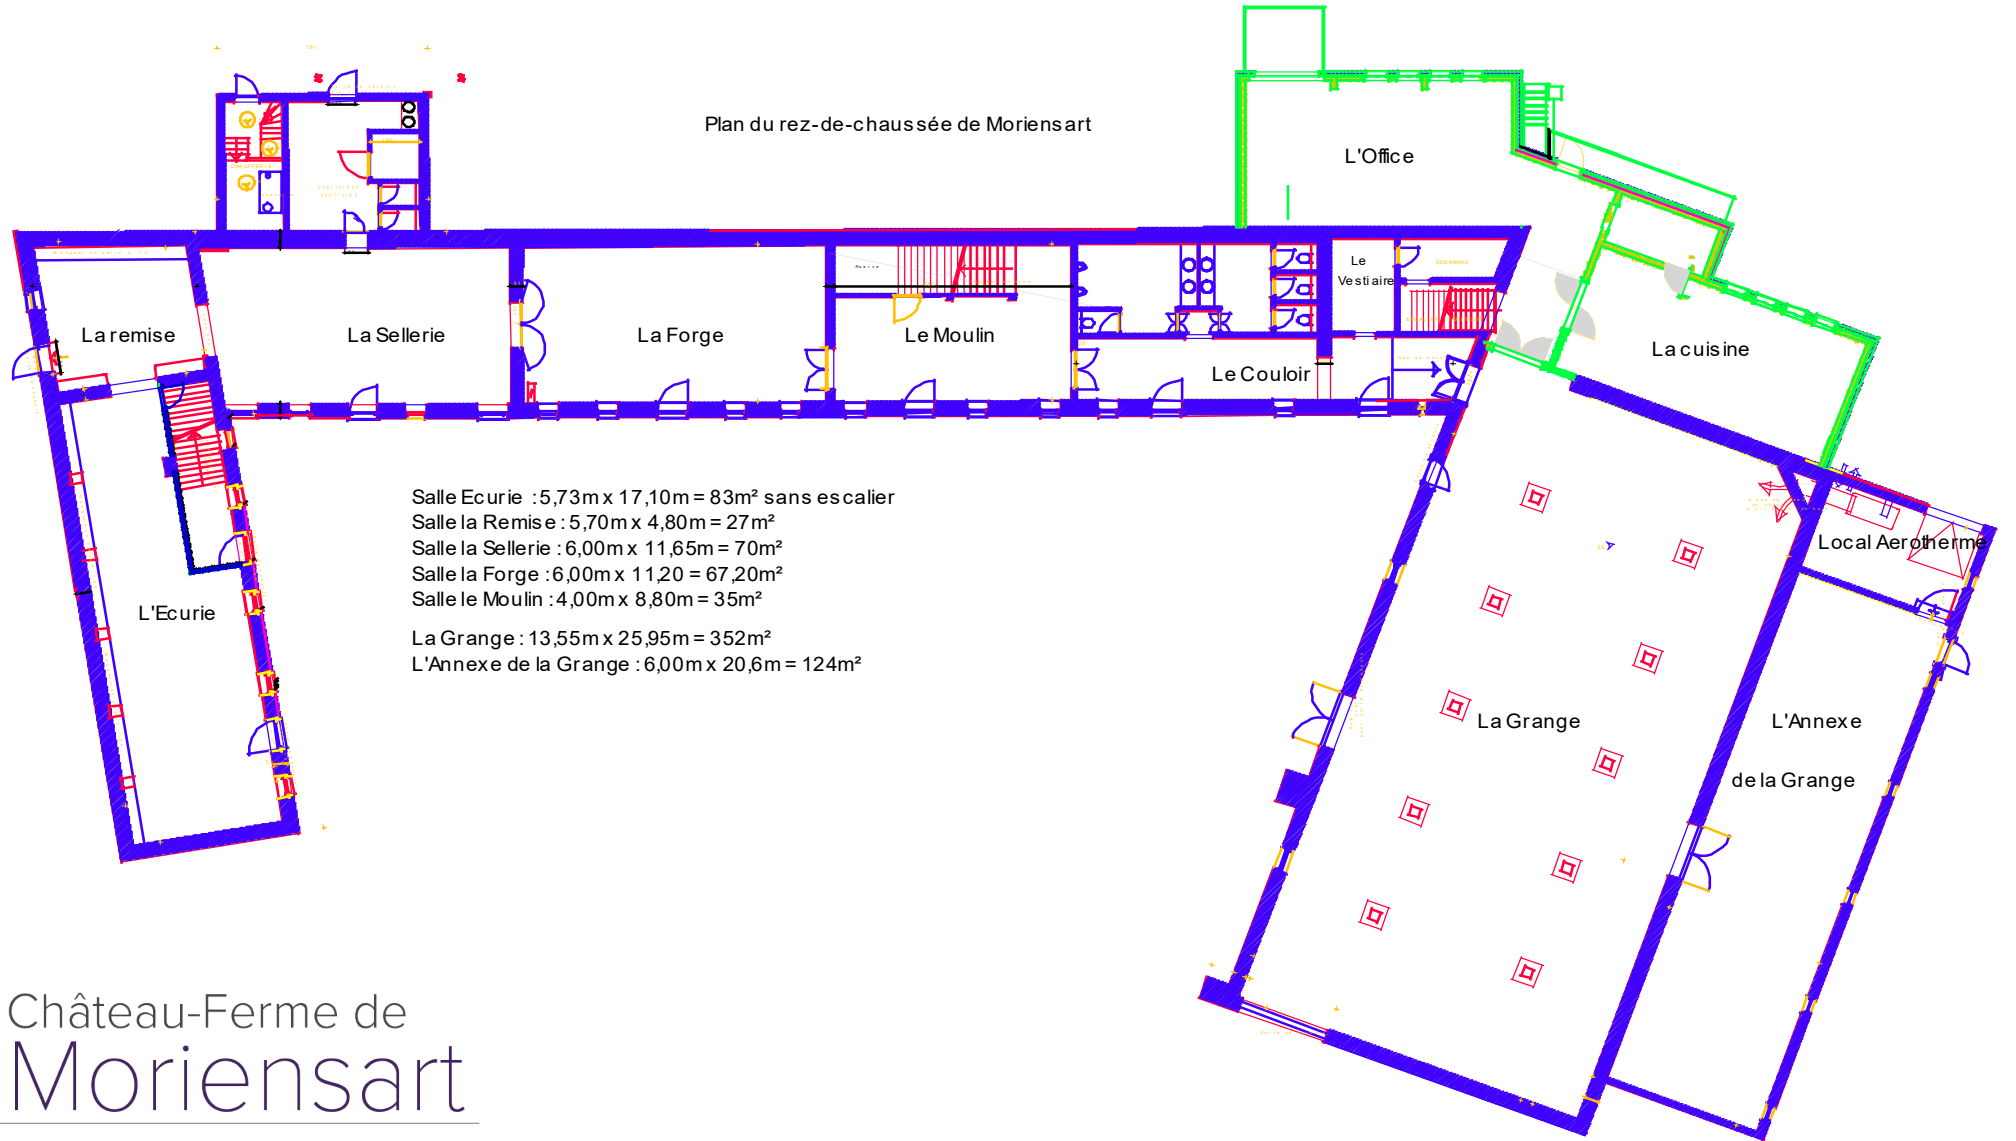 Plan du rez-de-chaussée de Moriensart
L'Office
Le
Vestiaire
DEBARRAS
CHAUFFERIE
SANITAIRES
La remise
La Sellerie
La Forge
Le Moulin
Le Couloir
La cuisine
Salle Ecurie : 5,73m x 17,10m = 83m² sans escalier
Salle la Remise : 5,70m x 4,80m = 27m²
Salle la Sellerie : 6,00m x 11,65m = 70m²
Salle la Forge : 6,00m x 11,20 = 67,20m²
Salle le Moulin : 4,00m x 8,80m = 35m²
La Grange : 13,55m x 25,95m = 352m²
L'Annexe de la Grange : 6,00m x 20,6m = 124m²
Local Aerotherme
L'Ecurie
La Grange
L'Annexe
de la Grange
Château-Ferme de
Moriensart